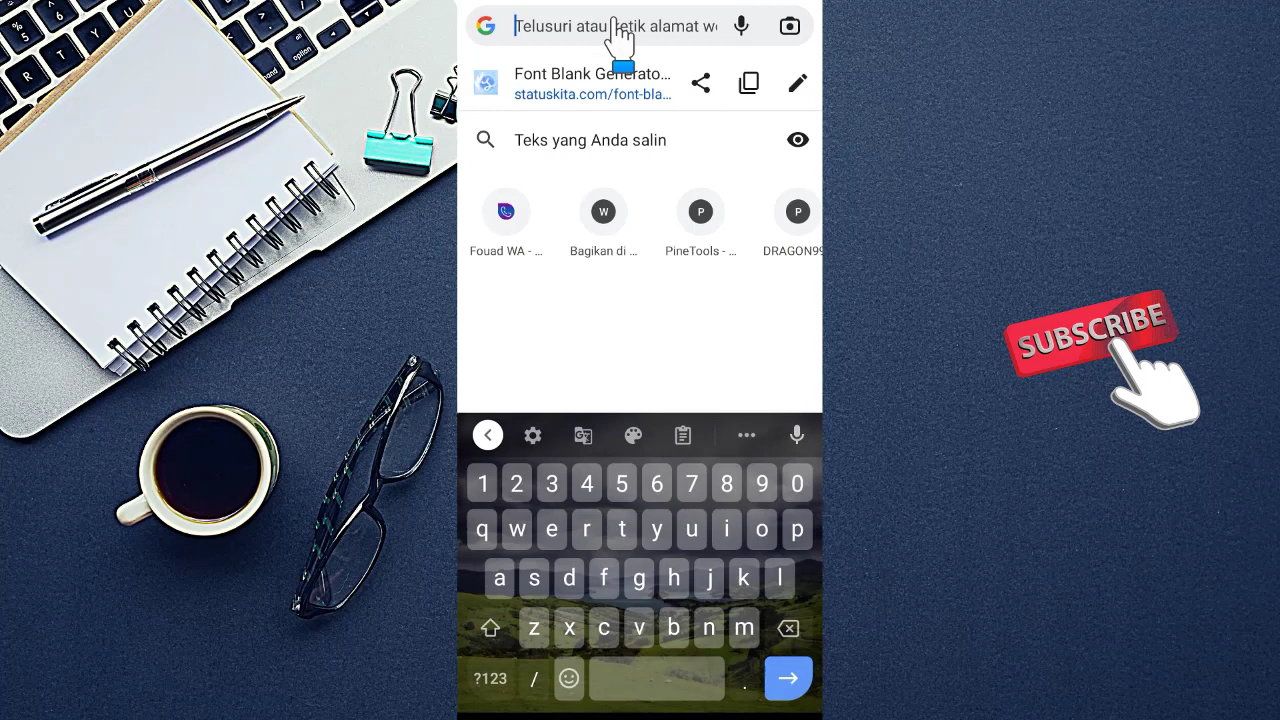 Telusuri atau ketik alamat we
Font Blank Generato...
statuskita.com/font-bla...
Teks yang Anda salin
W
P
P
Fouad WA - ...
Bagikan di ...
PineTools - ...
DRAGON99
SUBSCRIBE
1 2 3 4 5 6 7 8 9 0
q w e r t y u i o p
a s d f g h j k l
z x c v b n m
?123 / .